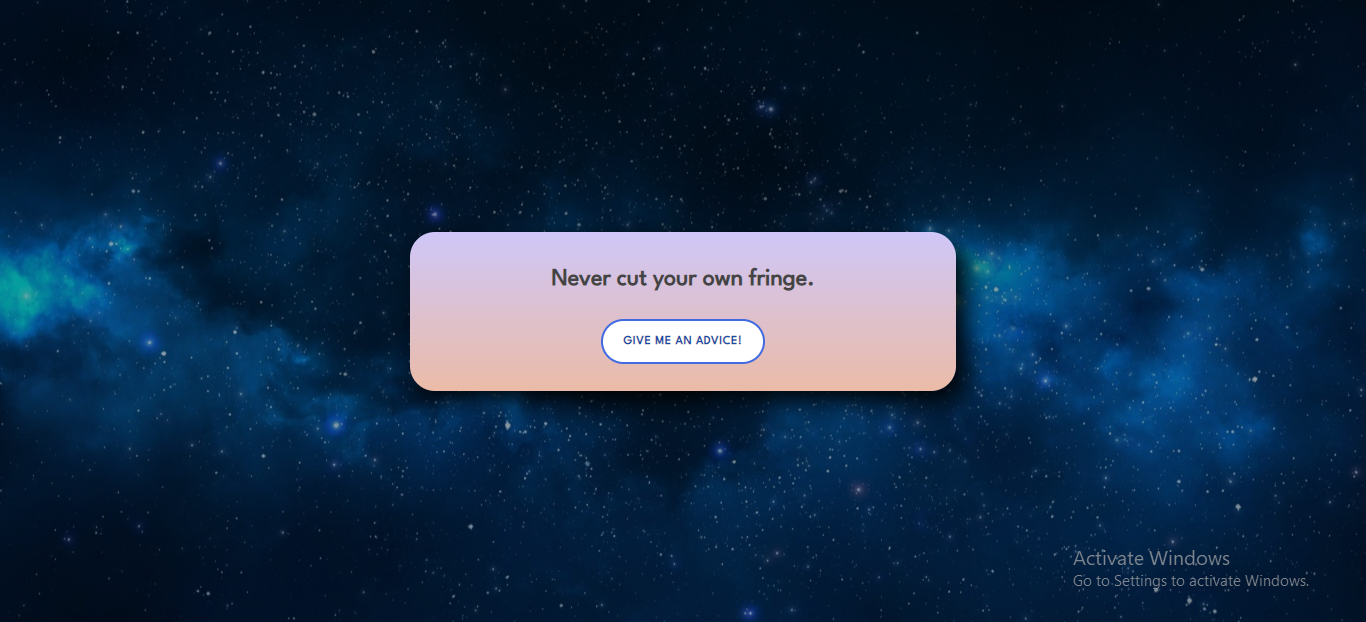 Never cut your own fringe.
GIVE ME AN ADVICE!
Activate Windows
Go to Settings to activate Windows.